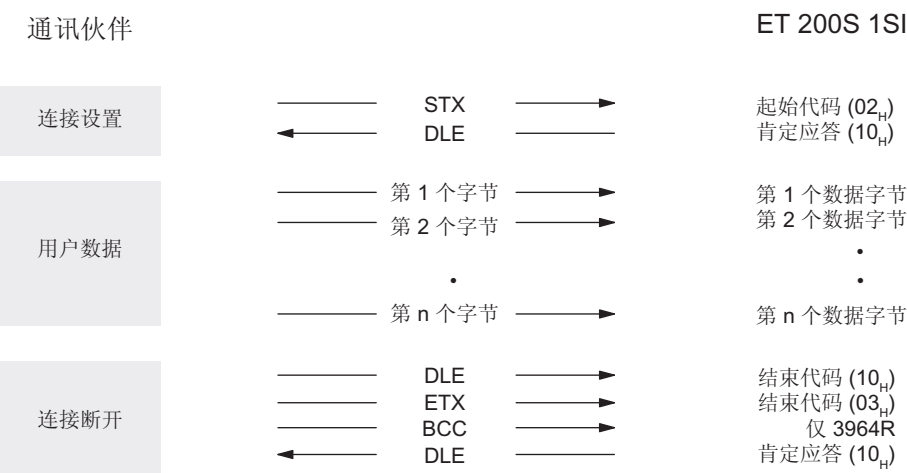 通讯伙伴 ET 200S 1SI
连接设置
STX 起始代码 (02H)
DLE 肯定应答 (10H)
用户数据
第 1 个字节 第 1 个数据字节
第 2 个字节 第 2 个数据字节
第 n 个字节 第 n 个数据字节
连接断开
DLE 结束代码 (10H)
ETX 结束代码 (03H)
BCC 仅 3964R
DLE 肯定应答 (10H)